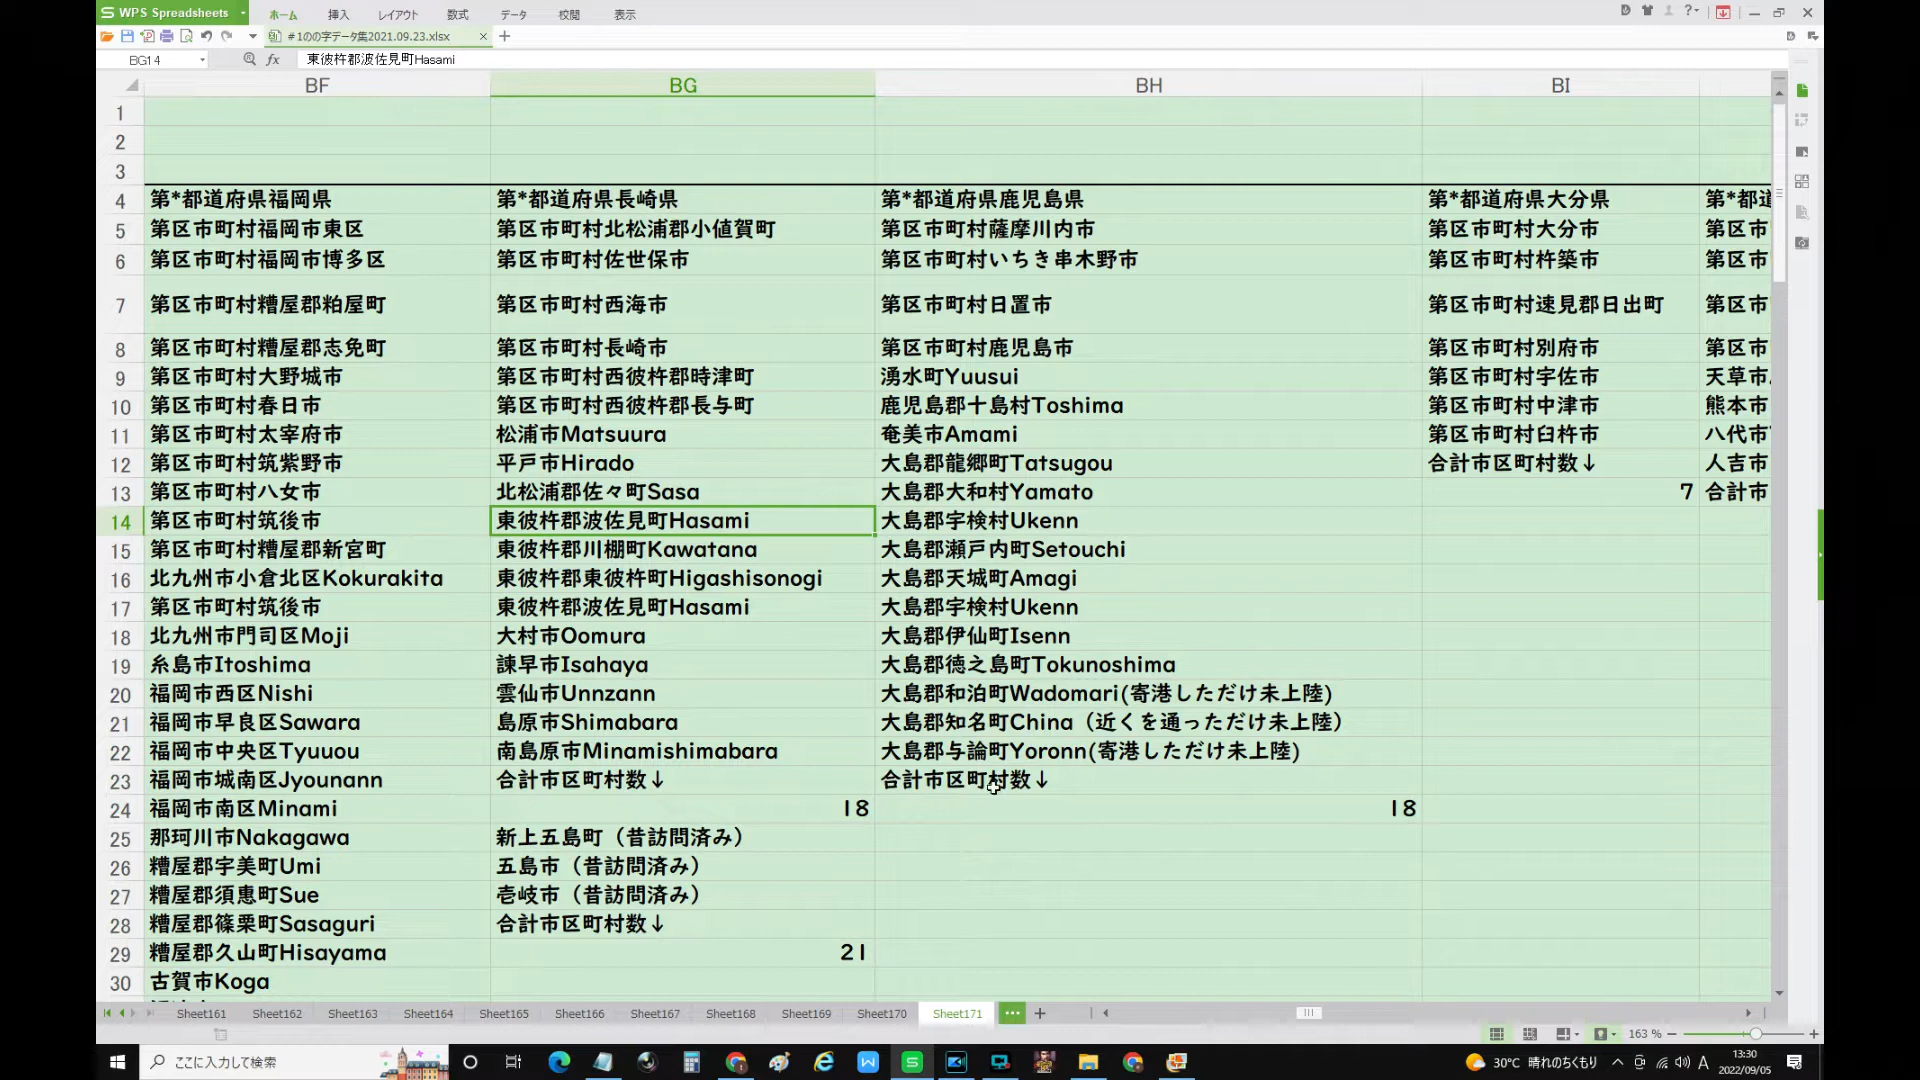 WPS Spreadsheets
ホーム 挿入 レイアウト 数式 データ 校閲 表示
#1のの字データ集2021.09.23.xlsx
BG14 fx 東彼杵郡波佐見町Hasami
BF BG BH BI
1
2
3
4 第*都道府県福岡県 第*都道府県長崎県 第*都道府県鹿児島県 第*都道府県大分県 第*都道
5 第区市町村福岡市東区 第区市町村北松浦郡小値賀町 第区市町村薩摩川内市 第区市町村大分市 第区市
6 第区市町村福岡市博多区 第区市町村佐世保市 第区市町村いちき串木野市 第区市町村杵築市 第区市
7 第区市町村糟屋郡粕屋町 第区市町村西海市 第区市町村日置市 第区市町村速見郡日出町 第区市
8 第区市町村糟屋郡志免町 第区市町村長崎市 第区市町村鹿児島市 第区市町村別府市 第区市
9 第区市町村大野城市 第区市町村西彼杵郡時津町 湧水町Yuusui 第区市町村宇佐市 天草市
10 第区市町村春日市 第区市町村西彼杵郡長与町 鹿児島郡十島村Toshima 第区市町村中津市 熊本市
11 第区市町村太宰府市 松浦市Matsuura 奄美市Amami 第区市町村臼杵市 八代市
12 第区市町村筑紫野市 平戸市Hirado 大島郡龍郷町Tatsugou 合計市区町村数↓ 人吉市
13 第区市町村八女市 北松浦郡佐々町Sasa 大島郡大和村Yamato 7 合計市
14 第区市町村筑後市 東彼杵郡波佐見町Hasami 大島郡宇検村Ukenn
15 第区市町村糟屋郡新宮町 東彼杵郡川棚町Kawatana 大島郡瀬戸内町Setouchi
16 北九州市小倉北区Kokurakita 東彼杵郡東彼杵町Higashisonogi 大島郡天城町Amagi
17 第区市町村筑後市 東彼杵郡波佐見町Hasami 大島郡宇検村Ukenn
18 北九州市門司区Moji 大村市Oomura 大島郡伊仙町Isenn
19 糸島市Itoshima 諫早市Isahaya 大島郡徳之島町Tokunoshima
20 福岡市西区Nishi 雲仙市Unnzann 大島郡和泊町Wadomari(寄港しただけ未上陸)
21 福岡市早良区Sawara 島原市Shimabara 大島郡知名町China（近くを通っただけ未上陸）
22 福岡市中央区Tyuuou 南島原市Minamishimabara 大島郡与論町Yoronn(寄港しただけ未上陸)
23 福岡市城南区Jyounann 合計市区町村数↓ 合計市区町村数↓
24 福岡市南区Minami 18 18
25 那珂川市Nakagawa 新上五島町（昔訪問済み）
26 糟屋郡宇美町Umi 五島市（昔訪問済み）
27 糟屋郡須惠町Sue 壱岐市（昔訪問済み）
28 糟屋郡篠栗町Sasaguri 合計市区町村数↓
29 糟屋郡久山町Hisayama 21
30 古賀市Koga
Sheet161 Sheet162 Sheet163 Sheet164 Sheet165 Sheet166 Sheet167 Sheet168 Sheet169 Sheet170 Sheet171
163 %
ここに入力して検索 30°C 晴れのちくもり A 13:30
2022/09/05